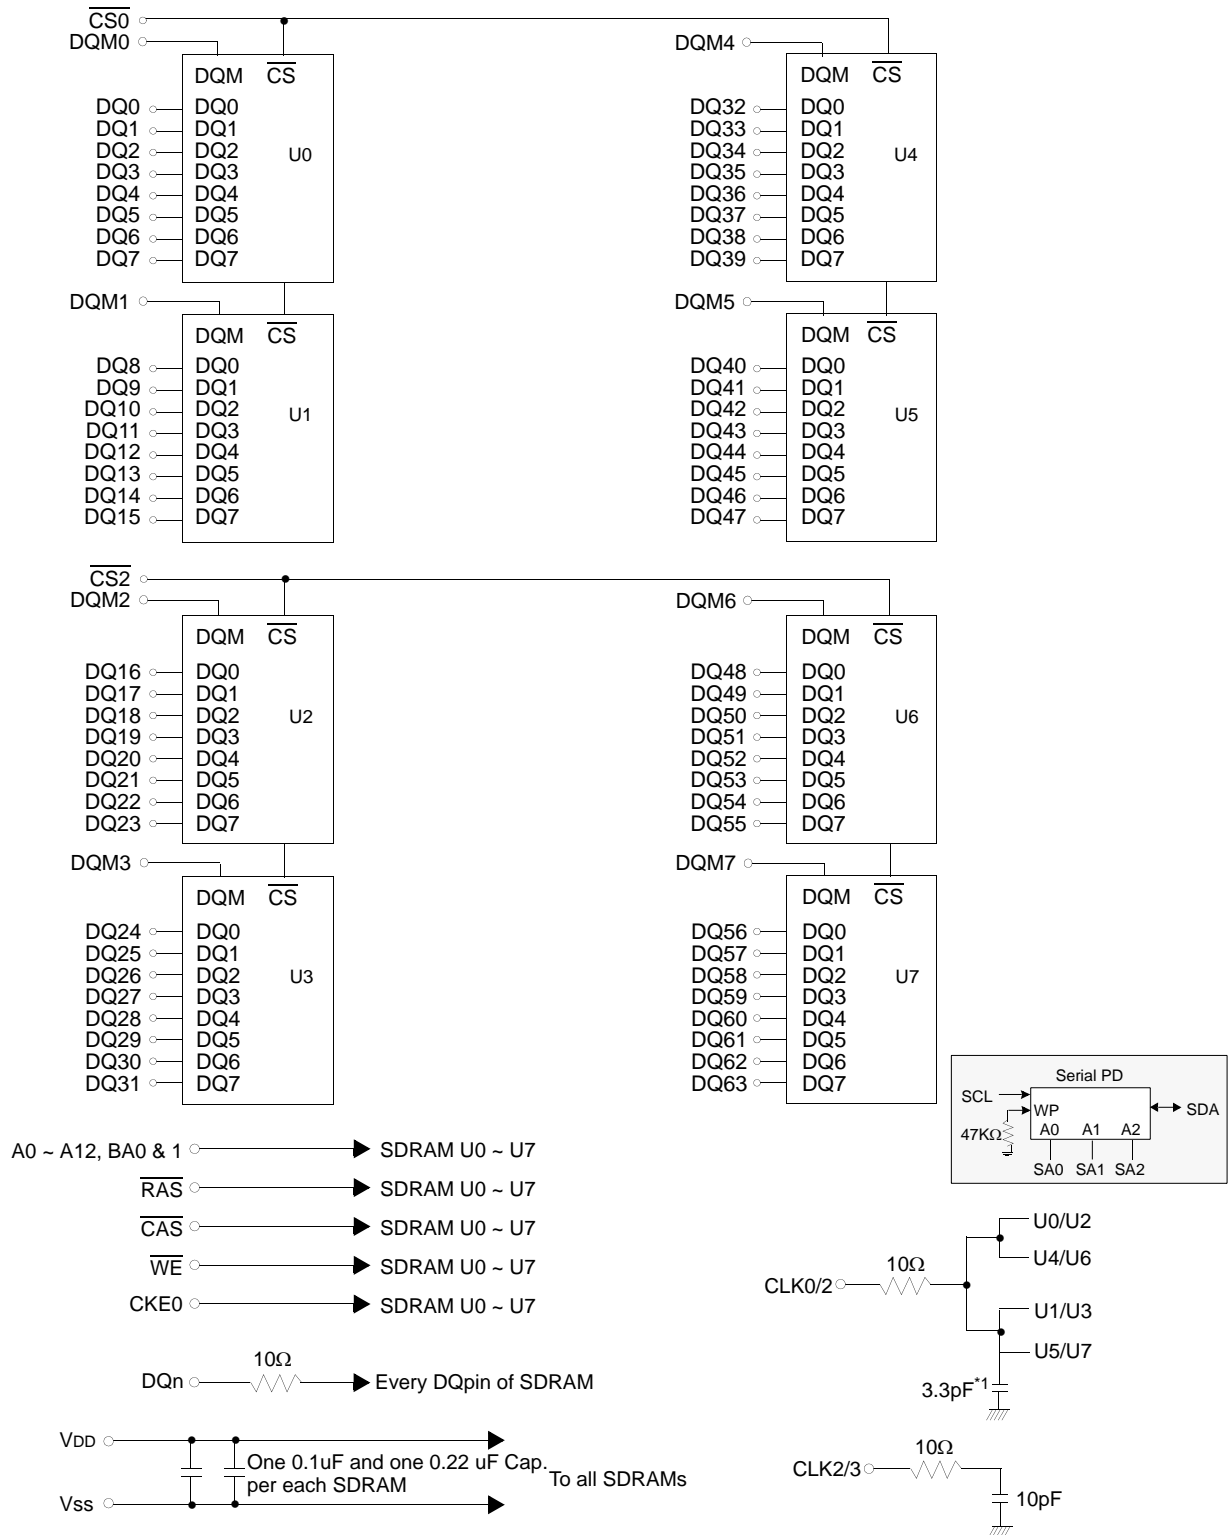 CS0
DQM0
DQM CS
DQ0 DQ0
DQ1 DQ1
DQ2 DQ2
DQ3 DQ3
DQ4 DQ4
DQ5 DQ5
DQ6 DQ6
DQ7 DQ7
U0
DQM1
DQM CS
DQ8 DQ0
DQ9 DQ1
DQ10 DQ2
DQ11 DQ3
DQ12 DQ4
DQ13 DQ5
DQ14 DQ6
DQ15 DQ7
U1
DQM4
DQM CS
DQ32 DQ0
DQ33 DQ1
DQ34 DQ2
DQ35 DQ3
DQ36 DQ4
DQ37 DQ5
DQ38 DQ6
DQ39 DQ7
U4
DQM5
DQM CS
DQ40 DQ0
DQ41 DQ1
DQ42 DQ2
DQ43 DQ3
DQ44 DQ4
DQ45 DQ5
DQ46 DQ6
DQ47 DQ7
U5
CS2
DQM2
DQM CS
DQ16 DQ0
DQ17 DQ1
DQ18 DQ2
DQ19 DQ3
DQ20 DQ4
DQ21 DQ5
DQ22 DQ6
DQ23 DQ7
U2
DQM3
DQM CS
DQ24 DQ0
DQ25 DQ1
DQ26 DQ2
DQ27 DQ3
DQ28 DQ4
DQ29 DQ5
DQ30 DQ6
DQ31 DQ7
U3
DQM6
DQM CS
DQ48 DQ0
DQ49 DQ1
DQ50 DQ2
DQ51 DQ3
DQ52 DQ4
DQ53 DQ5
DQ54 DQ6
DQ55 DQ7
U6
DQM7
DQM CS
DQ56 DQ0
DQ57 DQ1
DQ58 DQ2
DQ59 DQ3
DQ60 DQ4
DQ61 DQ5
DQ62 DQ6
DQ63 DQ7
U7
Serial PD
SCL
WP
SDA
47KΩ
A0 A1 A2
SA0 SA1 SA2
A0 ~ A12, BA0 & 1 SDRAM U0 ~ U7
RAS SDRAM U0 ~ U7
CAS SDRAM U0 ~ U7
WE SDRAM U0 ~ U7
CKE0 SDRAM U0 ~ U7
10Ω
DQn Every DQpin of SDRAM
VDD
One 0.1uF and one 0.22 uF Cap.
per each SDRAM
To all SDRAMs
Vss
U0/U2
U4/U6
10Ω
CLK0/2
U1/U3
U5/U7
3.3pF*1
10Ω
CLK2/3
10pF